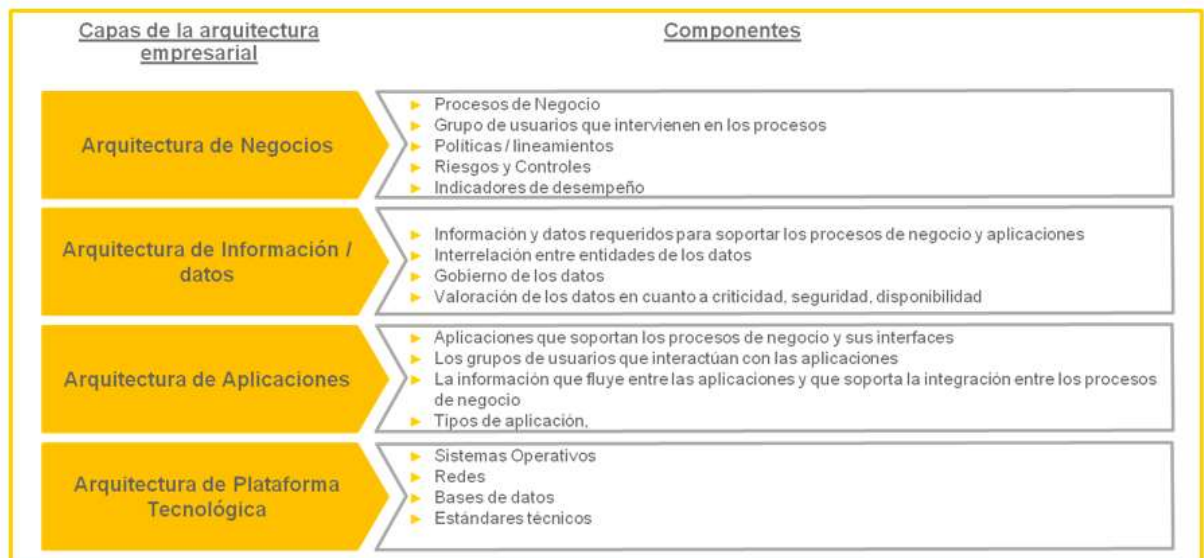 Capas de la arquitectura
empresarial
Componentes
Arquitectura de Negocios
► Procesos de Negocio
► Grupo de usuarios que intervienen en los procesos
► Políticas / lineamientos
► Riesgos y Controles
► Indicadores de desempeño
Arquitectura de Información /
datos
► Información y datos requeridos para soportar los procesos de negocio y aplicaciones
► Interrelación entre entidades de los datos
► Gobierno de los datos
► Valoración de los datos en cuanto a criticidad, seguridad, disponibilidad
Arquitectura de Aplicaciones
► Aplicaciones que soportan los procesos de negocio y sus interfaces
► Los grupos de usuarios que interactúan con las aplicaciones
► La información que fluye entre las aplicaciones y que soporta la integración entre los procesos
de negocio
► Tipos de aplicación,
Arquitectura de Plataforma
Tecnológica
► Sistemas Operativos
► Redes
► Bases de datos
► Estándares técnicos